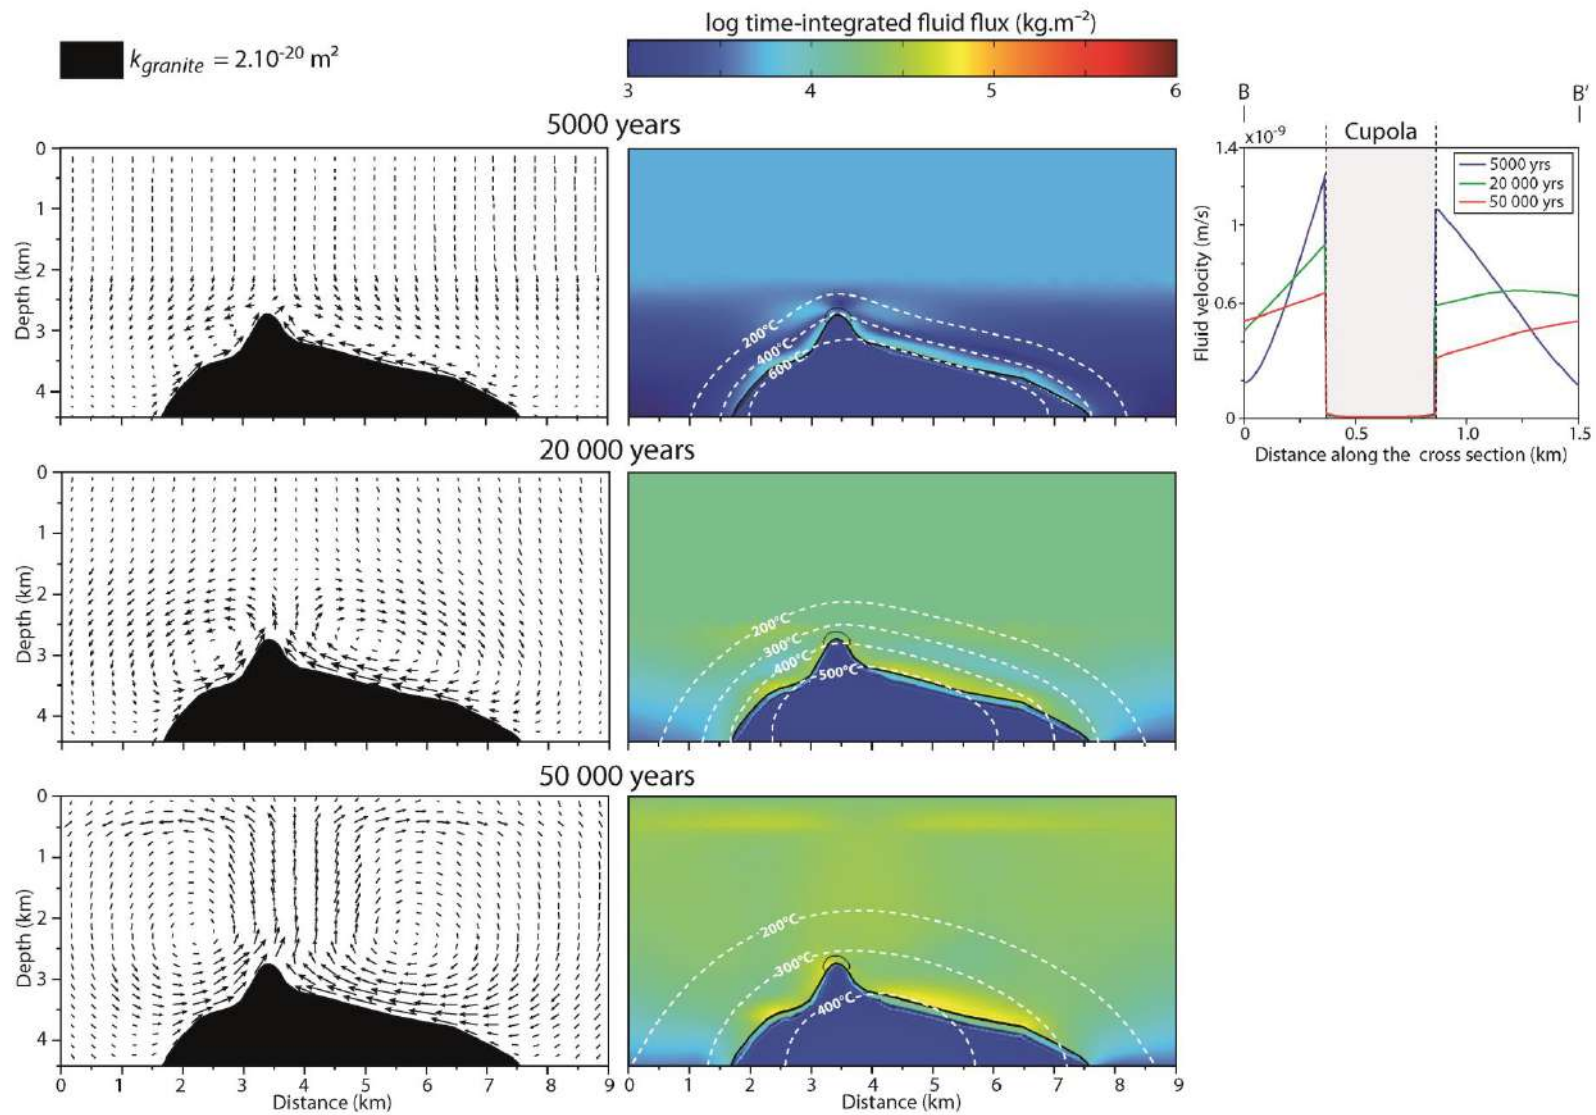 k_granite = 2.10⁻²⁰ m²
log time-integrated fluid flux (kg.m⁻²)
3 4 5 6
5000 years
0
1
2
3
4
Depth (km)
200°C
400°C
600°C
B B'
Cupola
x10⁻⁹
1.4
1
0.6
0
Fluid velocity (m/s)
5000 yrs
20 000 yrs
50 000 yrs
0 0.5 1.0 1.5
Distance along the cross section (km)
20 000 years
0
1
2
3
4
Depth (km)
200°C
300°C
400°C
500°C
50 000 years
0
1
2
3
4
Depth (km)
200°C
300°C
400°C
0 1 2 3 4 5 6 7 8 9
Distance (km)
0 1 2 3 4 5 6 7 8 9
Distance (km)